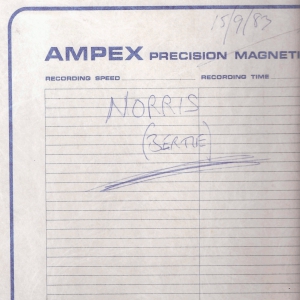 15/9/83
AMPEX PRECISION MAGNETI
RECORDING SPEED RECORDING TIME
NORRIS
(BERTIE)